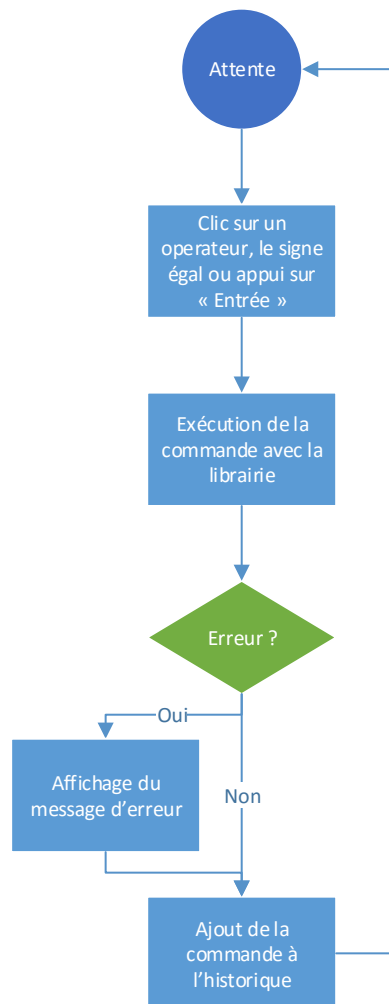 Attente
Clic sur un
operateur, le signe
égal ou appui sur
« Entrée »
Exécution de la
commande avec la
librairie
Erreur ?
Oui
Affichage du
message d’erreur
Non
Ajout de la
commande à
l’historique